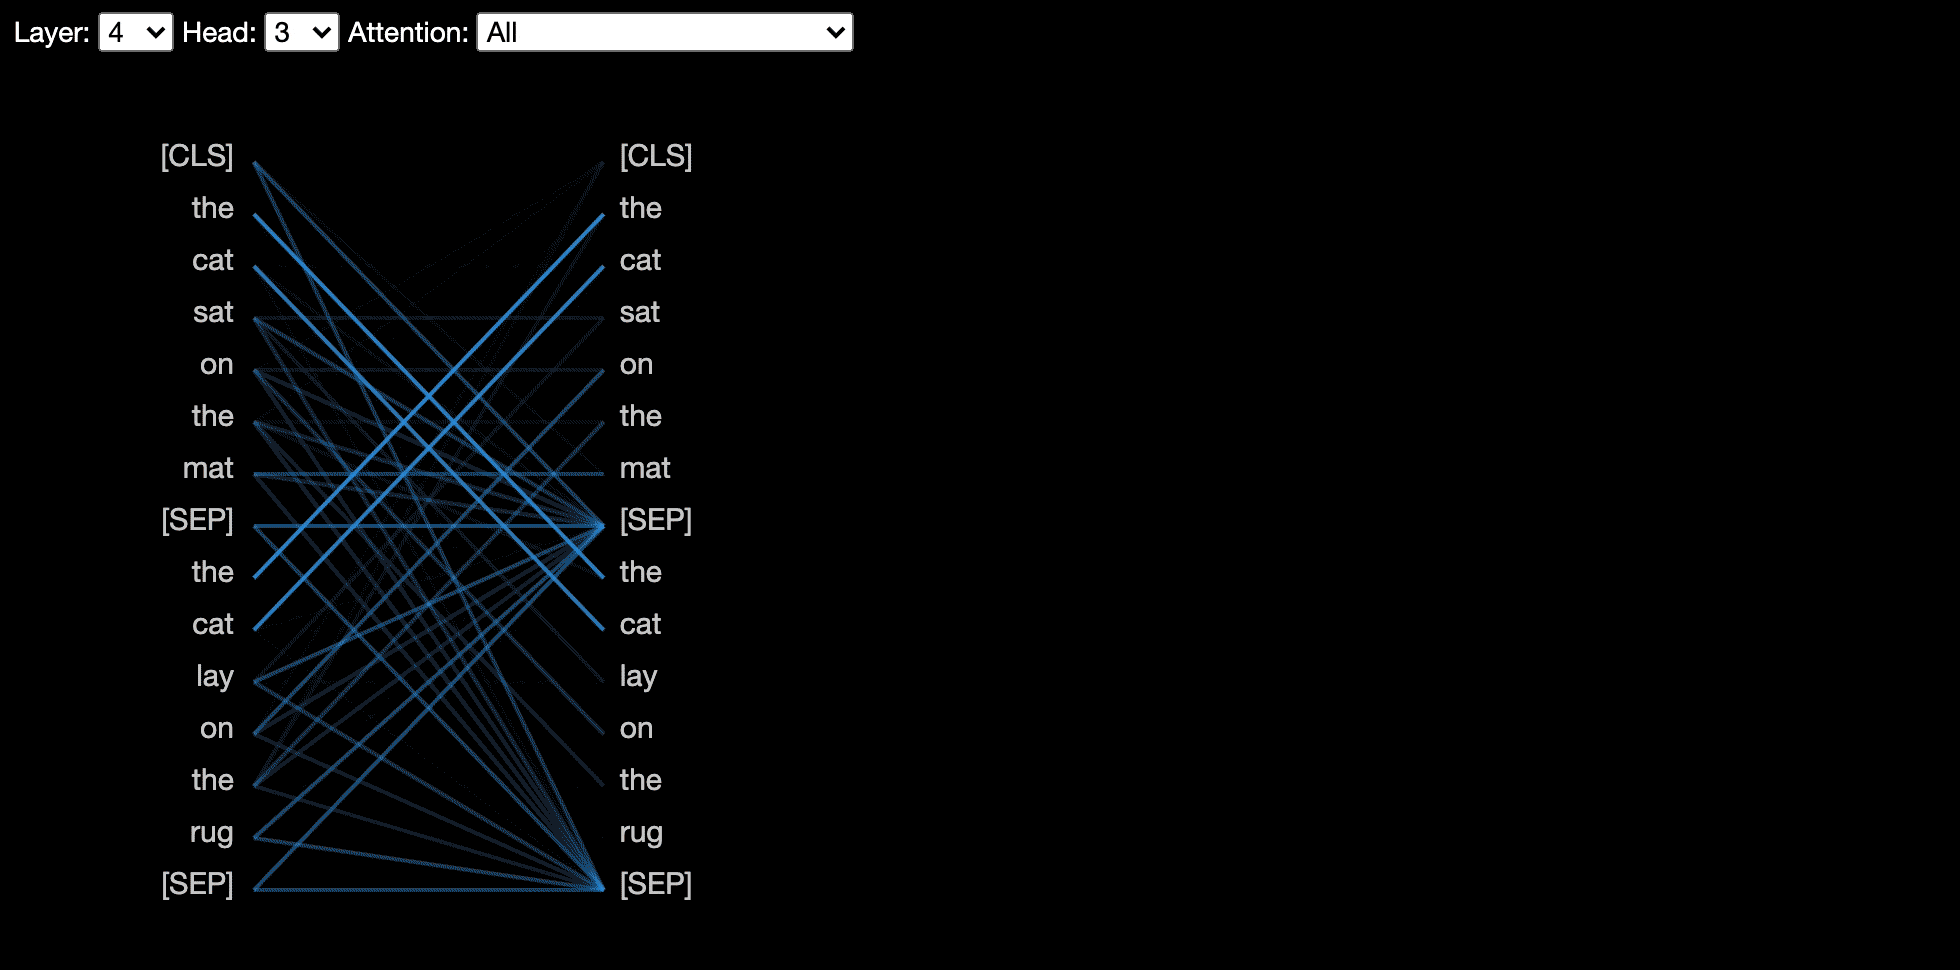 Layer: 4 Head: 3 Attention: All
[CLS] [CLS]
the the
cat cat
sat sat
on on
the the
mat mat
[SEP] [SEP]
the the
cat cat
lay lay
on on
the the
rug rug
[SEP] [SEP]